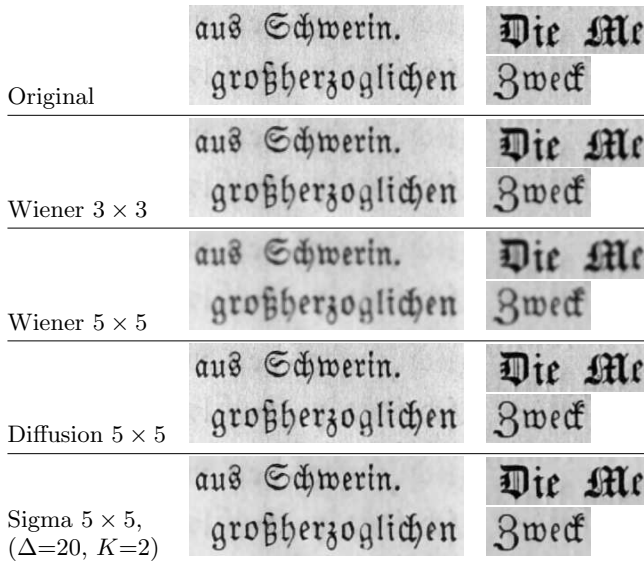 aus Schwerin. Die Me
großherzoglichen Zweck
Original
aus Schwerin. Die Me
großherzoglichen Zweck
Wiener 3 × 3
aus Schwerin. Die Me
großherzoglichen Zweck
Wiener 5 × 5
aus Schwerin. Die Me
großherzoglichen Zweck
Diffusion 5 × 5
aus Schwerin. Die Me
großherzoglichen Zweck
Sigma 5 × 5,
(Δ=20, K=2)